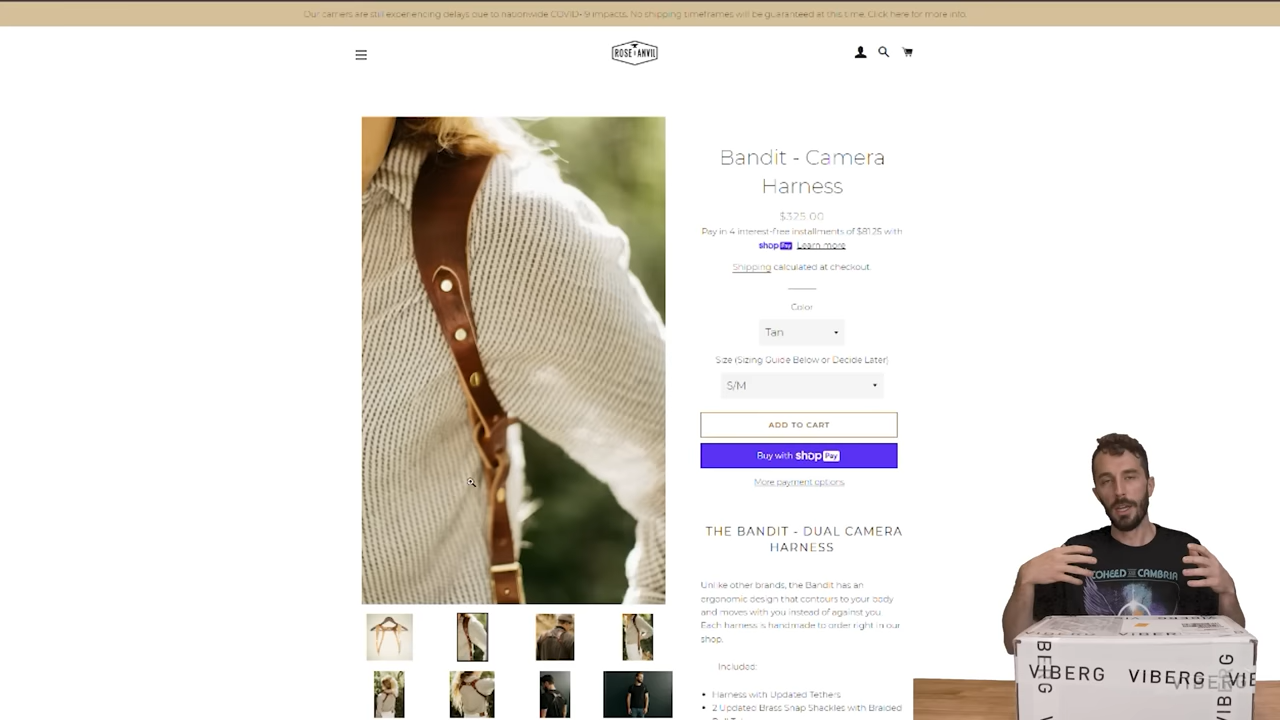 Our carriers are still experiencing delays due to nationwide COVID-19 impacts. No shipping timeframes will be guaranteed at this time. Click here for more info.
ROSE ANVIL
Bandit - Camera
Harness
$325.00
Pay in 4 interest-free installments of $81.25 with
shop Pay Learn more
Shipping calculated at checkout.
Color
Tan
Size (Sizing Guide Below or Decide Later)
S/M
ADD TO CART
Buy with shop Pay
More payment options
THE BANDIT - DUAL CAMERA
HARNESS
Unlike other brands, the Bandit has an
ergonomic design that contours to your body
and moves with you instead of against you.
Each harness is handmade to order right in our
shop.
Included:
• Harness with Updated Tethers
• 2 Updated Brass Snap Shackles with Braided
COHEED AND CAMBRIA
VIBERG VIBERG